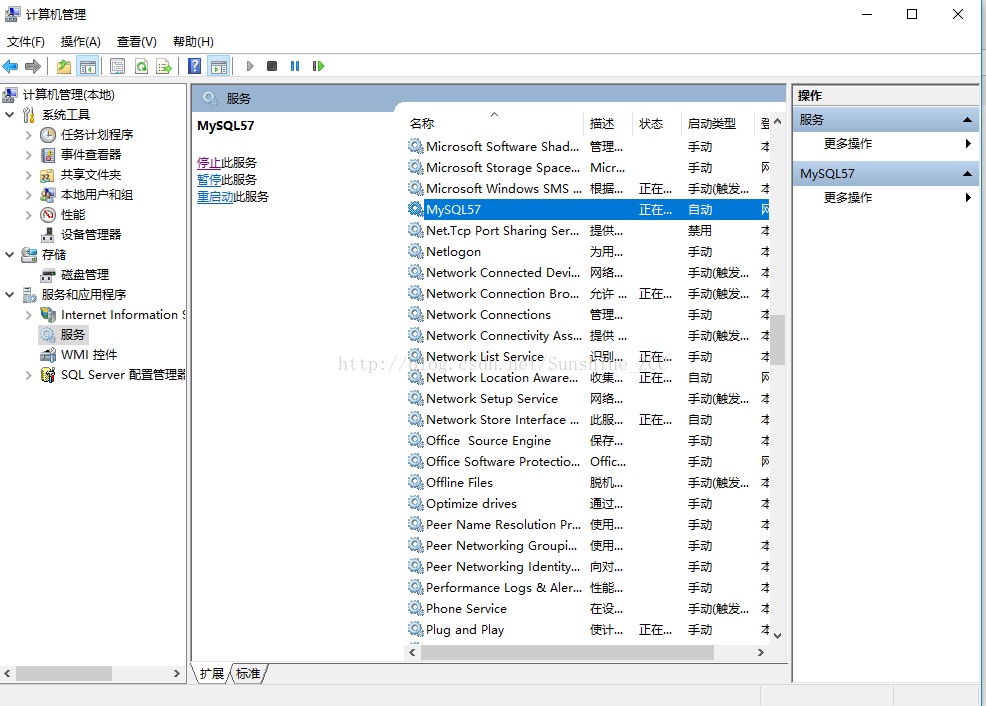 计算机管理
文件(F) 操作(A) 查看(V) 帮助(H)
计算机管理(本地)
系统工具
任务计划程序
事件查看器
共享文件夹
本地用户和组
性能
设备管理器
存储
磁盘管理
服务和应用程序
Internet Information
服务
WMI 控件
SQL Server 配置管理器
服务
MySQL57
停止此服务
暂停此服务
重启动此服务
名称 描述 状态 启动类型 登
Microsoft Software Shad... 管理... 手动 本
Microsoft Storage Space... Micr... 手动 网
Microsoft Windows SMS ... 根据... 正在... 手动(触发... 本
MySQL57 正在... 自动 网
Net.Tcp Port Sharing Ser... 提供... 禁用 本
Netlogon 为用... 手动 本
Network Connected Devi... 网络... 手动(触发... 本
Network Connection Bro... 允许 ... 正在... 手动(触发... 本
Network Connections 管理... 手动 本
Network Connectivity Ass... 提供 ... 手动(触发... 本
Network List Service 识别... 正在... 手动 本
http://blog.csdn.net/Sunshine_ZCC
Network Location Aware... 收集... 正在... 自动 网
Network Setup Service 网络... 手动(触发... 本
Network Store Interface ... 此服... 正在... 自动 本
Office  Source Engine 保存... 手动 本
Office Software Protectio... Offic... 手动 网
Offline Files 脱机... 手动(触发... 本
Optimize drives 通过... 手动 本
Peer Name Resolution Pr... 使用... 手动 本
Peer Networking Groupi... 使用... 手动 本
Peer Networking Identity... 向对... 手动 本
Performance Logs & Aler... 性能... 手动 本
Phone Service 在设... 手动(触发... 本
Plug and Play 使计... 正在... 手动 本
扩展 标准
操作
服务
更多操作
MySQL57
更多操作